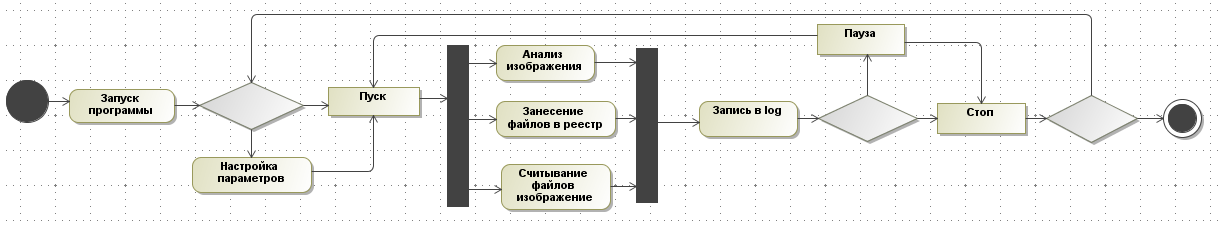 Запуск
программы
Настройка
параметров
Пуск
Анализ
изображения
Занесение
файлов в реестр
Считывание
файлов
изображение
Запись в log
Пауза
Стоп